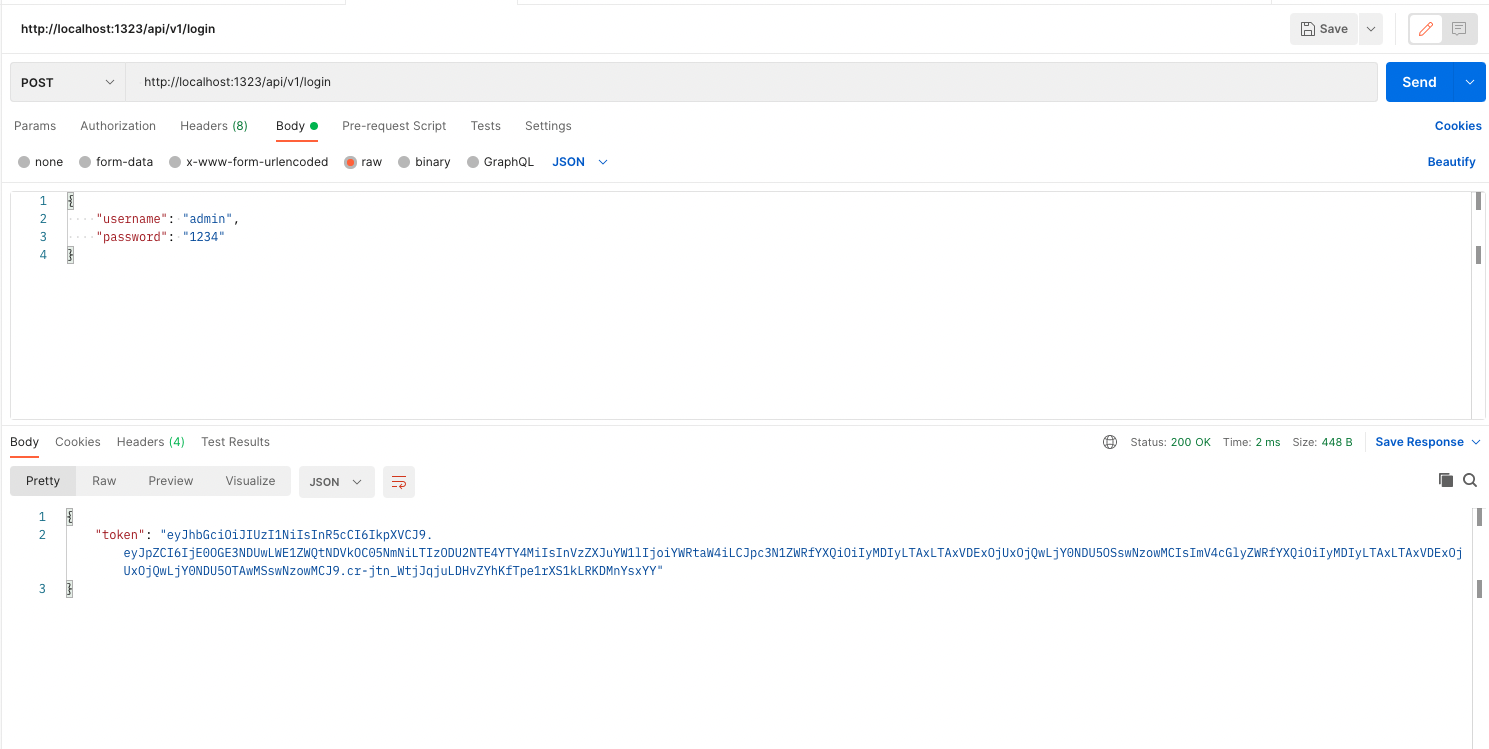 http://localhost:1323/api/v1/login
Save
POST
http://localhost:1323/api/v1/login
Send
Params Authorization Headers (8) Body Pre-request Script Tests Settings Cookies
none form-data x-www-form-urlencoded raw binary GraphQL JSON Beautify
1 {
2 "username": "admin",
3 "password": "1234"
4 }
Body Cookies Headers (4) Test Results Status: 200 OK Time: 2 ms Size: 448 B Save Response
Pretty Raw Preview Visualize JSON
1 {
2 "token": "eyJhbGciOiJIUzI1NiIsInR5cCI6IkpXVCJ9.
eyJpZCI6IjE0OGE3NDUwLWE1ZWQtNDVkOC05NmNiLTIzODU2NTE4YTY4MiIsInVzZXJuYW1lIjoiYWRtaW4iLCJpc3N1ZWRfYXQiOiIyMDIyLTAxLTAxVDExOjUxOjQwLjY0NDU5OSswNzowMCIsImV4cGlyZWRfYXQiOiIyMDIyLTAxLTAxVDExOj
UxOjQwLjY0NDU5OTAwMSswNzowMCJ9.cr-jtn_WtjJqjuLDHvZYhKfTpe1rXS1kLRKDMnYsxYY"
3 }